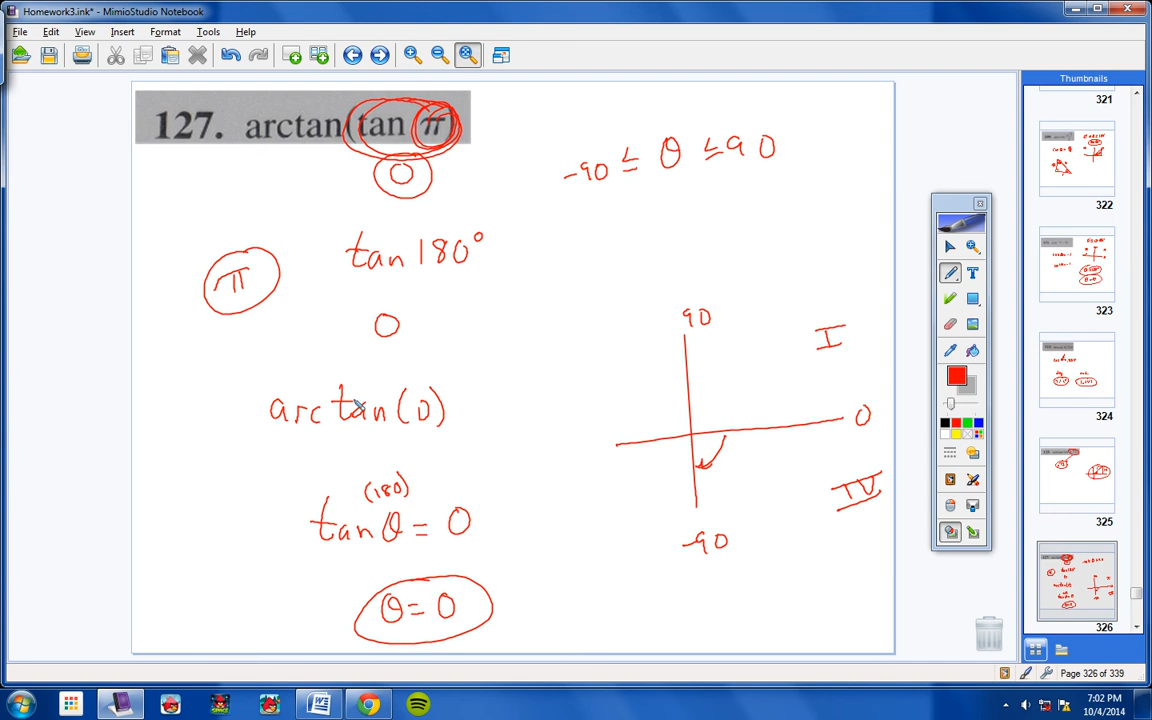 Homework3.ink* - MimioStudio Notebook
File Edit View Insert Format Tools Help
Thumbnails
127. arctan(tan π)
0
-90 ≤ θ ≤ 90
tan 180°
π
0
arctan(0)
(180)
tan θ = 0
θ = 0
90
I
0
IV
-90
321
322
323
324
325
326
Page 326 of 339
T
W
7:02 PM
10/4/2014